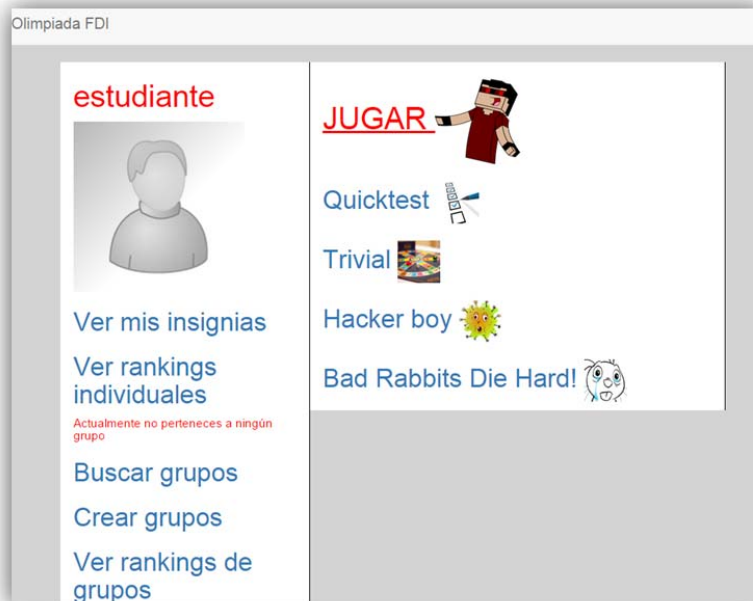 Olimpiada FDI
estudiante
Ver mis insignias
Ver rankings
individuales
Actualmente no perteneces a ningún
grupo
Buscar grupos
Crear grupos
Ver rankings de
grupos
JUGAR
Quicktest
Trivial
Hacker boy
Bad Rabbits Die Hard!